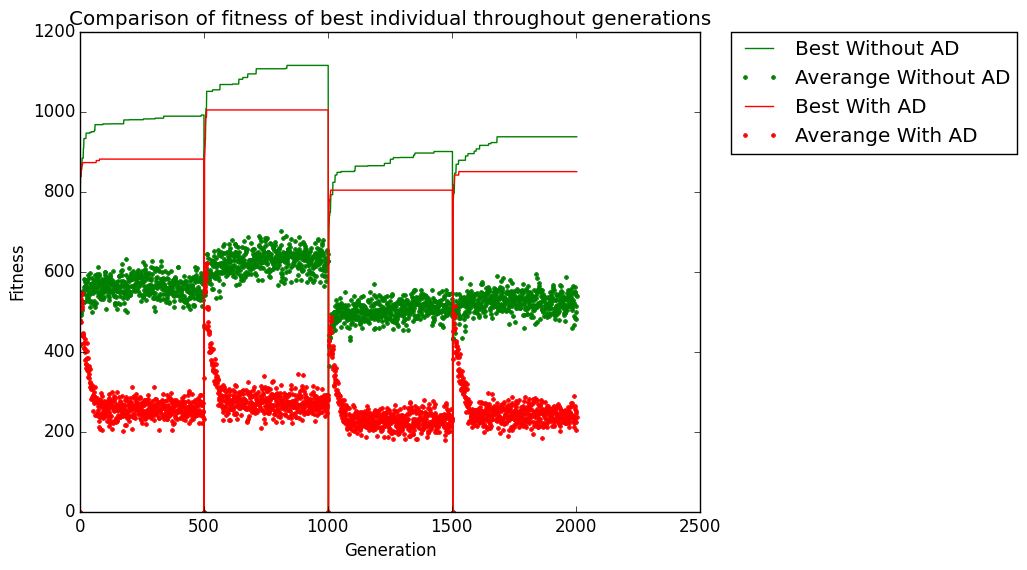 Comparison of fitness of best individual throughout generations
1200
1000
800
600
400
200
0
0 500 1000 1500 2000 2500
Fitness
Generation
Best Without AD
Averange Without AD
Best With AD
Averange With AD